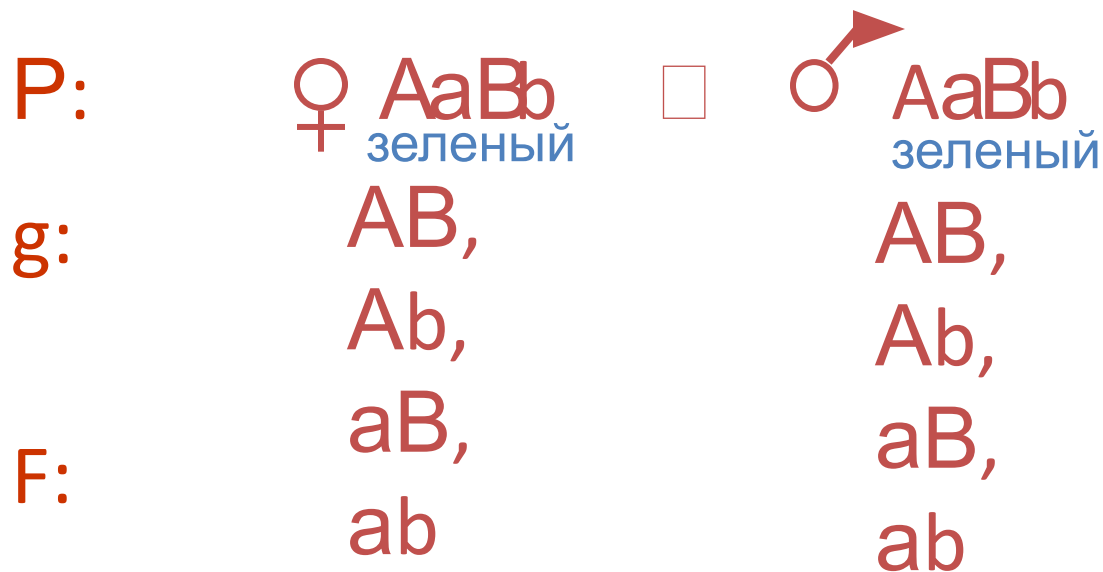 P: ♀ AaBb □ ♂ AaBb
зеленый зеленый
g: AB, AB,
Ab, Ab,
aB, aB,
F: ab ab